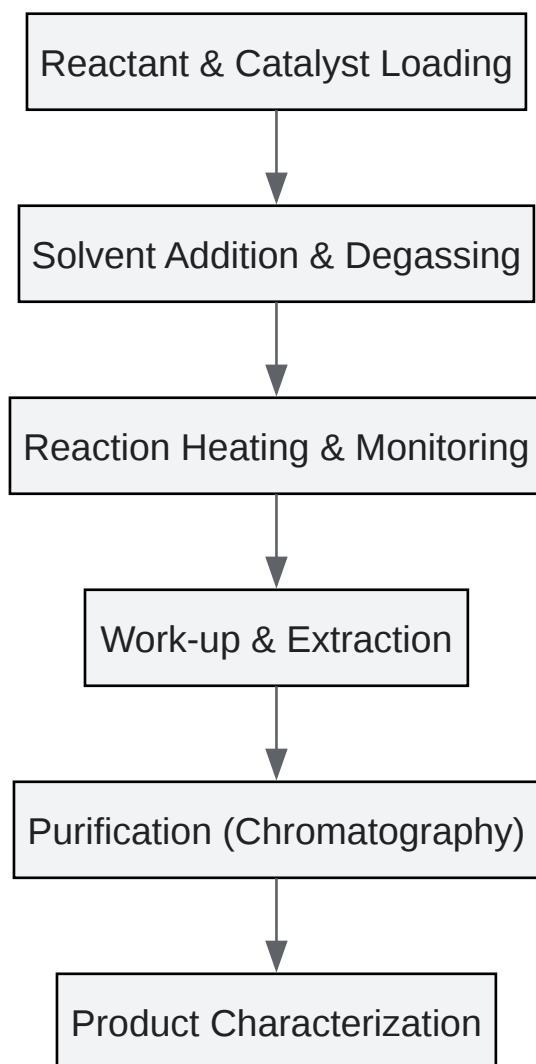 Reactant & Catalyst Loading
Solvent Addition & Degassing
Reaction Heating & Monitoring
Work-up & Extraction
Purification (Chromatography)
Product Characterization